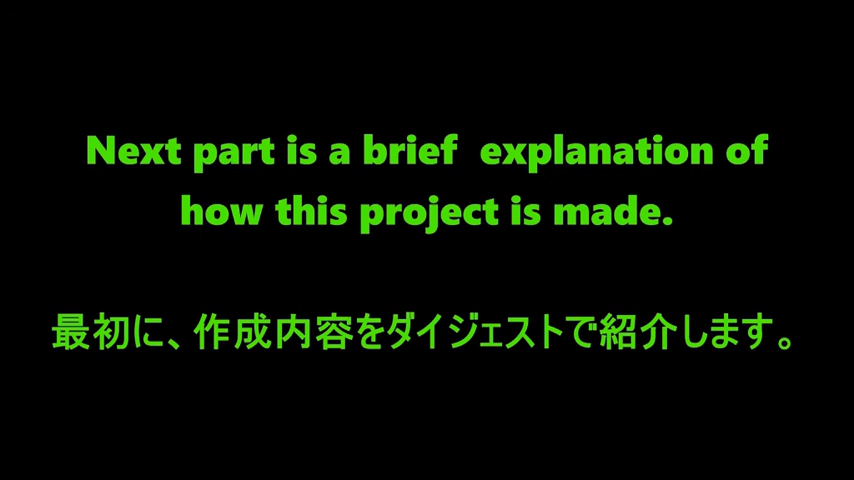 Next part is a brief  explanation of
how this project is made.
最初に、作成内容をダイジェストで紹介します。